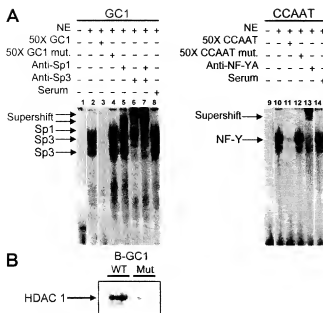 A
GC1
NE - + + + + + + +
50X GC1 - - + - - - - -
50X GC1 mut. - - - + - - - -
Anti-Sp1 - - - - + - + -
Anti-Sp3 - - - - - + + -
Serum - - - - - - - +
1 2 3 4 5 6 7 8
Supershift
Sp1
Sp3
Sp3
CCAAT
NE - + + + + +
50X CCAAT - - + - - -
50X CCAAT mut. - - - + - -
Anti-NF-YA - - - - + -
Serum - - - - - +
9 10 11 12 13 14
Supershift
NF-Y
B
B-GC1
WT Mut
HDAC 1